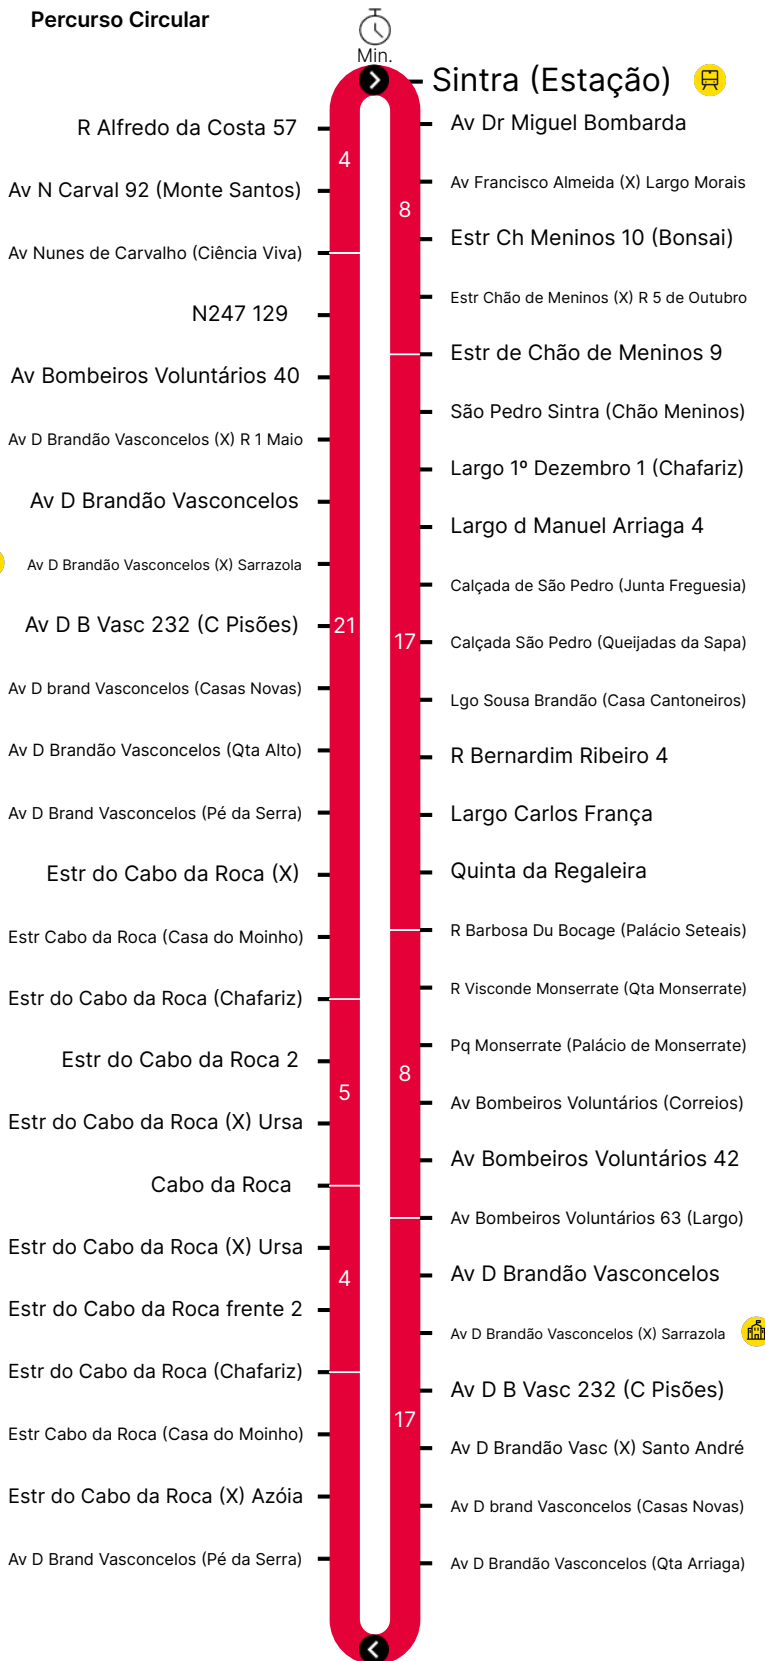 Percurso Circular
Min.
Sintra (Estação)
Av Dr Miguel Bombarda
Av Francisco Almeida (X) Largo Morais
8
Estr Ch Meninos 10 (Bonsai)
Estr Chão de Meninos (X) R 5 de Outubro
Estr de Chão de Meninos 9
São Pedro Sintra (Chão Meninos)
Largo 1º Dezembro 1 (Chafariz)
Largo d Manuel Arriaga 4
Calçada de São Pedro (Junta Freguesia)
17
Calçada São Pedro (Queijadas da Sapa)
Lgo Sousa Brandão (Casa Cantoneiros)
R Bernardim Ribeiro 4
Largo Carlos França
Quinta da Regaleira
R Barbosa Du Bocage (Palácio Seteais)
R Visconde Monserrate (Qta Monserrate)
Pq Monserrate (Palácio de Monserrate)
8
Av Bombeiros Voluntários (Correios)
Av Bombeiros Voluntários 42
Av Bombeiros Voluntários 63 (Largo)
Av D Brandão Vasconcelos
Av D Brandão Vasconcelos (X) Sarrazola
Av D B Vasc 232 (C Pisões)
17
Av D Brandão Vasc (X) Santo André
Av D brand Vasconcelos (Casas Novas)
Av D Brandão Vasconcelos (Qta Arriaga)
R Alfredo da Costa 57
4
Av N Carval 92 (Monte Santos)
Av Nunes de Carvalho (Ciência Viva)
N247 129
Av Bombeiros Voluntários 40
Av D Brandão Vasconcelos (X) R 1 Maio
Av D Brandão Vasconcelos
Av D Brandão Vasconcelos (X) Sarrazola
Av D B Vasc 232 (C Pisões)
21
Av D brand Vasconcelos (Casas Novas)
Av D Brandão Vasconcelos (Qta Alto)
Av D Brand Vasconcelos (Pé da Serra)
Estr do Cabo da Roca (X)
Estr Cabo da Roca (Casa do Moinho)
Estr do Cabo da Roca (Chafariz)
Estr do Cabo da Roca 2
5
Estr do Cabo da Roca (X) Ursa
Cabo da Roca
Estr do Cabo da Roca (X) Ursa
4
Estr do Cabo da Roca frente 2
Estr do Cabo da Roca (Chafariz)
Estr Cabo da Roca (Casa do Moinho)
Estr do Cabo da Roca (X) Azóia
Av D Brand Vasconcelos (Pé da Serra)